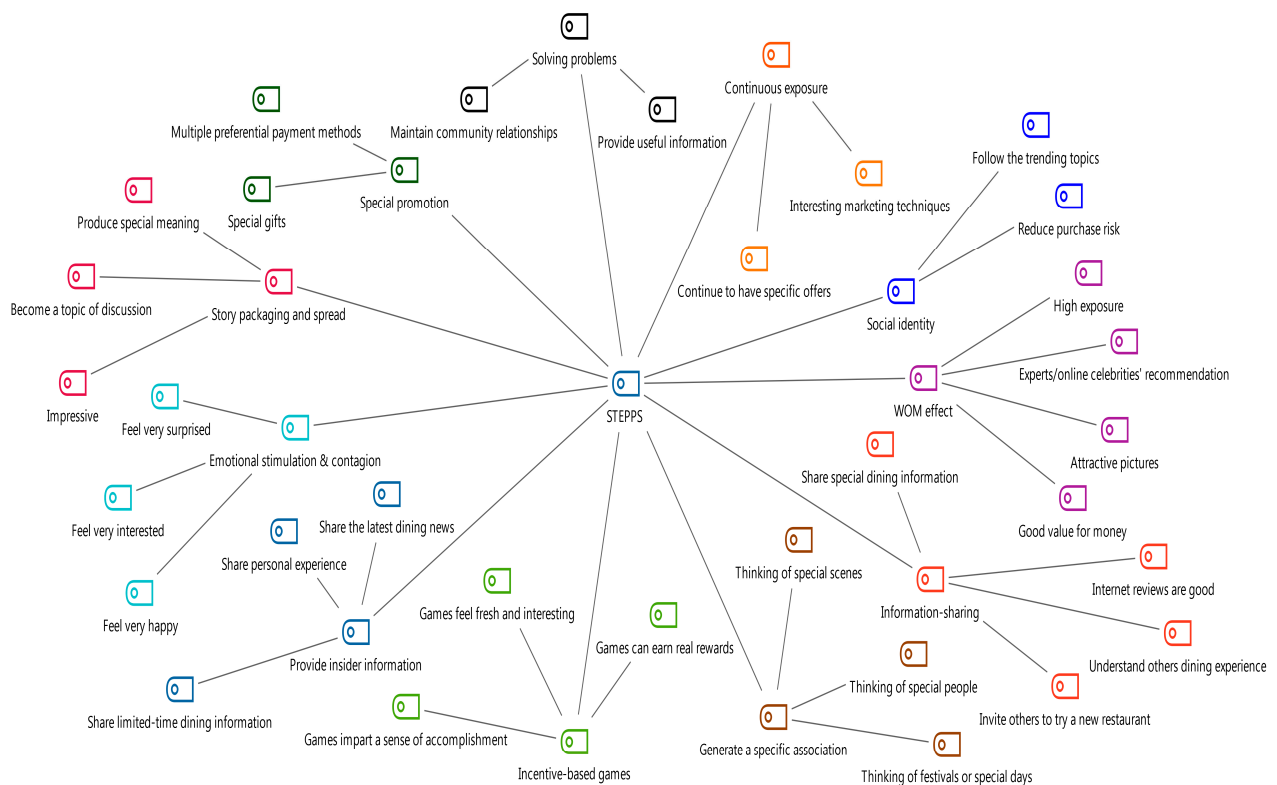 Solving problems
Continuous exposure
Multiple preferential payment methods
Maintain community relationships
Provide useful information
Follow the trending topics
Special promotion
Interesting marketing techniques
Produce special meaning
Special gifts
Reduce purchase risk
Continue to have specific offers
Become a topic of discussion
Story packaging and spread
Social identity
High exposure
Experts/online celebrities' recommendation
Impressive
STEPPS
WOM effect
Feel very surprised
Emotional stimulation & contagion
Attractive pictures
Share special dining information
Feel very interested
Share the latest dining news
Good value for money
Share personal experience
Thinking of special scenes
Internet reviews are good
Games feel fresh and interesting
Information-sharing
Feel very happy
Games can earn real rewards
Provide insider information
Understand others dining experience
Thinking of special people
Share limited-time dining information
Invite others to try a new restaurant
Games impart a sense of accomplishment
Generate a specific association
Incentive-based games
Thinking of festivals or special days